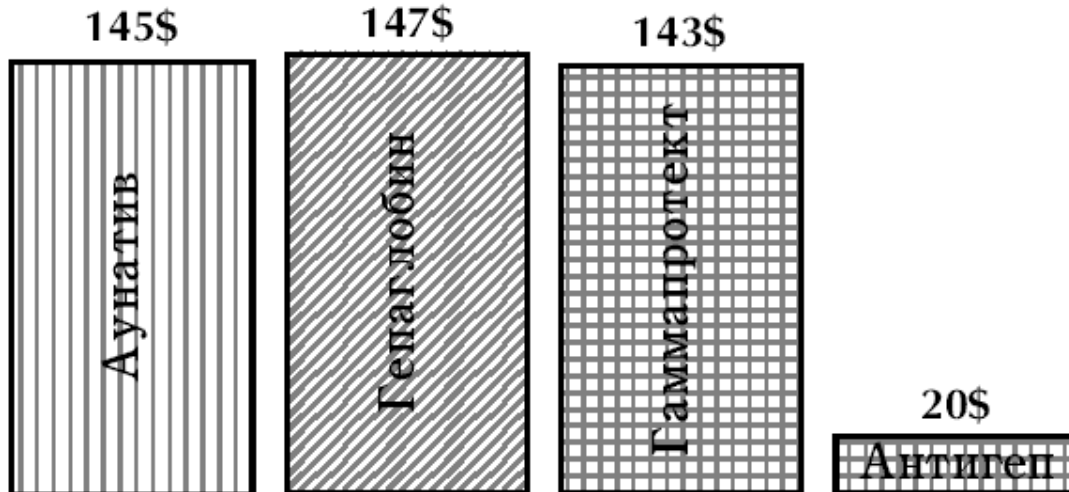 145$
147$
143$
20$
Аунатив
Гепаглобин
Гаммапротект
Антигеп